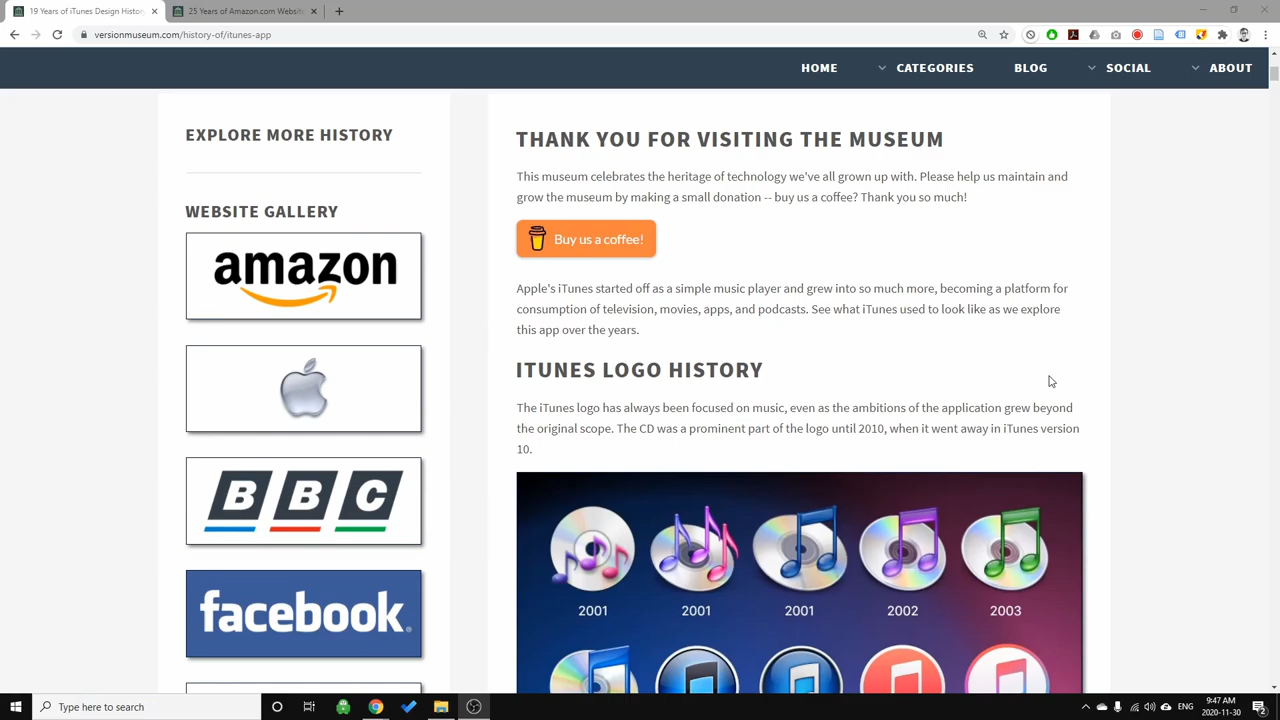 19 Years of iTunes Design Histor
25 Years of Amazon.com Website
versionmuseum.com/history-of/itunes-app
HOME
CATEGORIES
BLOG
SOCIAL
ABOUT
EXPLORE MORE HISTORY
WEBSITE GALLERY
amazon
BBC
facebook.
THANK YOU FOR VISITING THE MUSEUM
This museum celebrates the heritage of technology we've all grown up with. Please help us maintain and
grow the museum by making a small donation -- buy us a coffee? Thank you so much!
Buy us a coffee!
Apple's iTunes started off as a simple music player and grew into so much more, becoming a platform for
consumption of television, movies, apps, and podcasts. See what iTunes used to look like as we explore
this app over the years.
ITUNES LOGO HISTORY
The iTunes logo has always been focused on music, even as the ambitions of the application grew beyond
the original scope. The CD was a prominent part of the logo until 2010, when it went away in iTunes version
10.
2001 2001 2001 2002 2003
Type here to search
ENG
9:47 AM
2020-11-30
2